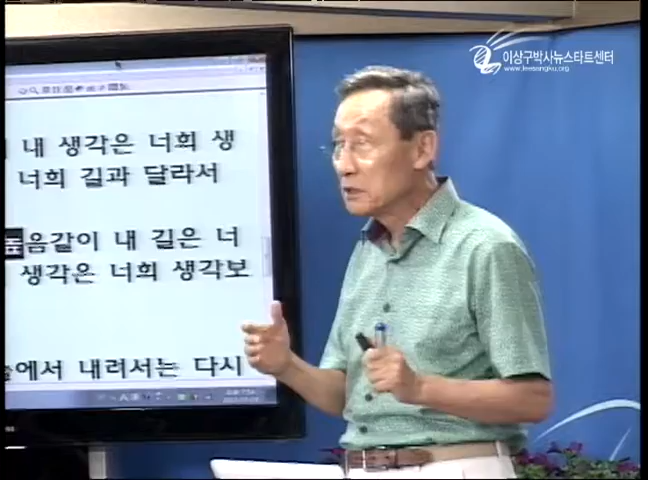 이상구박사뉴스타트센터
www.leesangku.org
내 생각은 너희 생
너희 길과 달라서
높음같이 내 길은 너
생각은 너희 생각보
에서 내려서는 다시